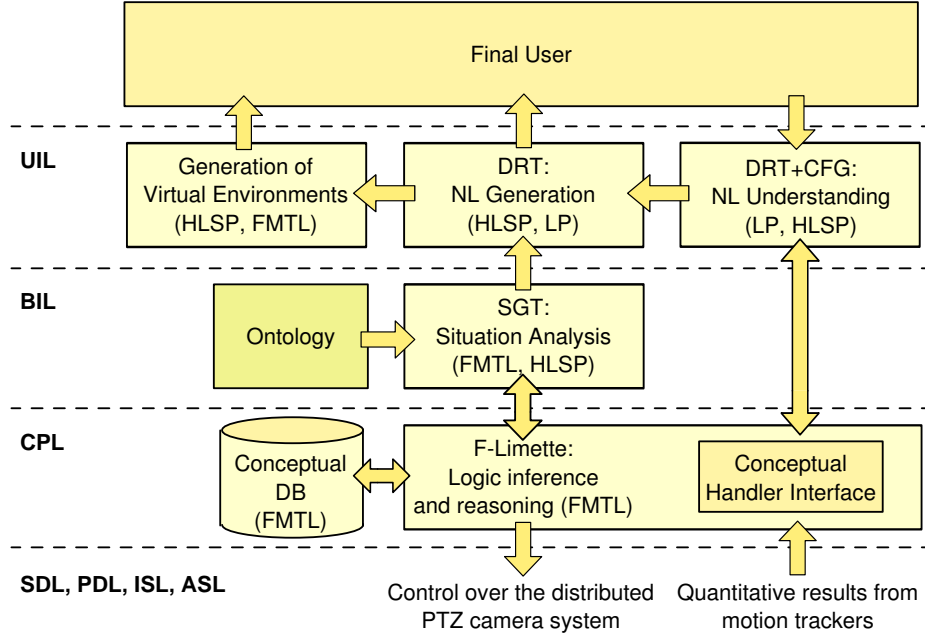 Final User
UIL
Generation of
Virtual Environments
(HLSP, FMTL)
DRT:
NL Generation
(HLSP, LP)
DRT+CFG:
NL Understanding
(LP, HLSP)
BIL
Ontology
SGT:
Situation Analysis
(FMTL, HLSP)
CPL
Conceptual
DB
(FMTL)
F-Limette:
Logic inference
and reasoning (FMTL)
Conceptual
Handler Interface
SDL, PDL, ISL, ASL
Control over the distributed
PTZ camera system
Quantitative results from
motion trackers